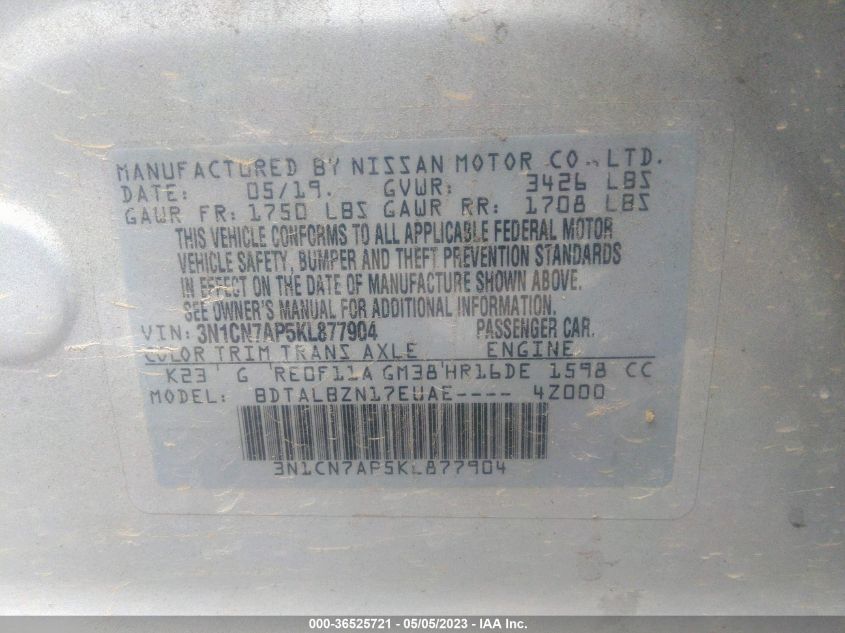 MANUFACTURED BY NISSAN MOTOR CO., LTD.
DATE: 05/19. GVWR: 3426 LBS
GAWR FR: 1750 LBS GAWR RR: 1708 LBS
THIS VEHICLE CONFORMS TO ALL APPLICABLE FEDERAL MOTOR
VEHICLE SAFETY, BUMPER AND THEFT PREVENTION STANDARDS
IN EFFECT ON THE DATE OF MANUFACTURE SHOWN ABOVE.
SEE OWNER'S MANUAL FOR ADDITIONAL INFORMATION.
VIN: 3N1CN7AP5KL877904 PASSENGER CAR.
COLOR TRIM TRANS AXLE ENGINE
K23 G RE0F11A GM38 HR16DE 1598 CC
MODEL: BDTALBZN17EUAE---- 4Z000
3N1CN7AP5KL877904
000-36525721 - 05/05/2023 - IAA Inc.